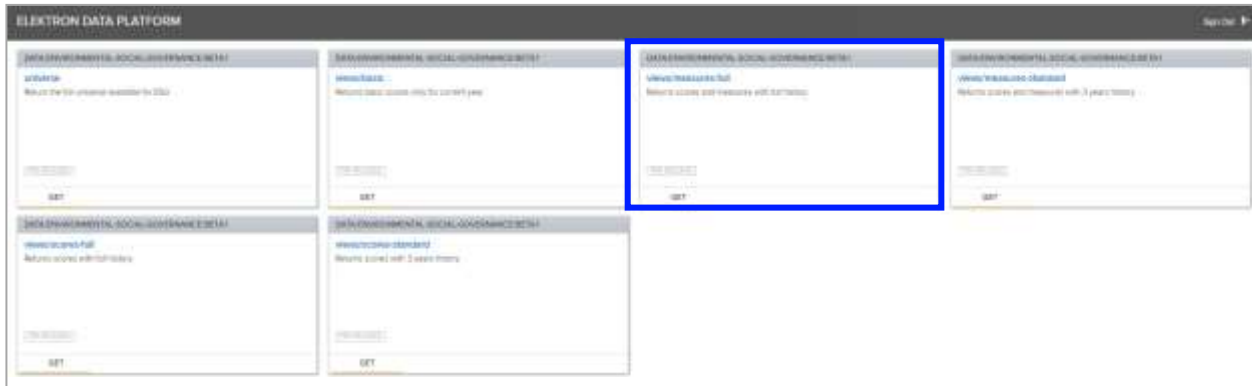 ELEKTRON DATA PLATFORM
Sign Out
DATA/ENVIRONMENTAL-SOCIAL-GOVERNANCE/BETA1
universe
Return the full universe available for ESG
GET
DATA/ENVIRONMENTAL-SOCIAL-GOVERNANCE/BETA1
views/basic
Returns basic scores only for current year
GET
DATA/ENVIRONMENTAL-SOCIAL-GOVERNANCE/BETA1
views/measures-full
Returns scores and measures with full history
GET
DATA/ENVIRONMENTAL-SOCIAL-GOVERNANCE/BETA1
views/measures-standard
Returns scores and measures with 3 years history
GET
DATA/ENVIRONMENTAL-SOCIAL-GOVERNANCE/BETA1
views/scores-full
Returns scores with full history
GET
DATA/ENVIRONMENTAL-SOCIAL-GOVERNANCE/BETA1
views/scores-standard
Returns scores with 3 years history
GET